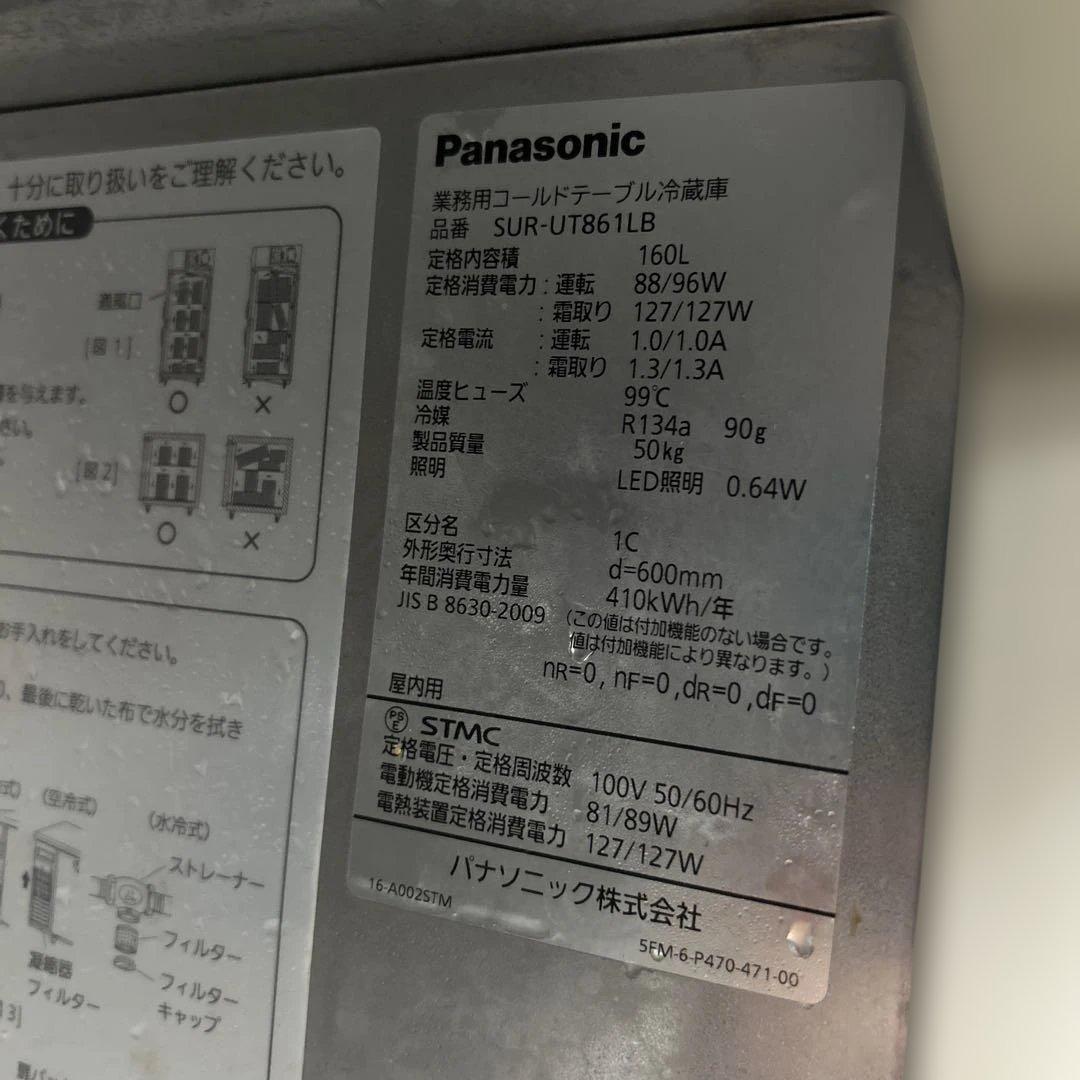 十分に取り扱いをご理解ください。
くために
通風口
[図1]
○ ×
を与えます。
さい。
[図2]
○ ×
お手入れをしてください。
、最後に乾いた布で水分を拭き
(空冷式)
(水冷式)
ストレーナー
フィルター
フィルター
キャップ
凝縮器
フィルター
Panasonic
業務用コールドテーブル冷蔵庫
品番 SUR-UT861LB
定格内容積 160L
定格消費電力:運転 88/96W
:霜取り 127/127W
定格電流 :運転 1.0/1.0A
:霜取り 1.3/1.3A
温度ヒューズ 99℃
冷媒 R134a 90g
製品質量 50kg
照明 LED照明 0.64W
区分名 1C
外形奥行寸法 d=600mm
年間消費電力量 410kWh/年
JIS B 8630-2009 (この値は付加機能のない場合です。
値は付加機能により異なります。)
nR=0, nF=0, dR=0, dF=0
屋内用
PSE STMC
定格電圧・定格周波数 100V 50/60Hz
電動機定格消費電力 81/89W
電熱装置定格消費電力 127/127W
パナソニック株式会社
16-A002STM
5FM-6-P470-471-00